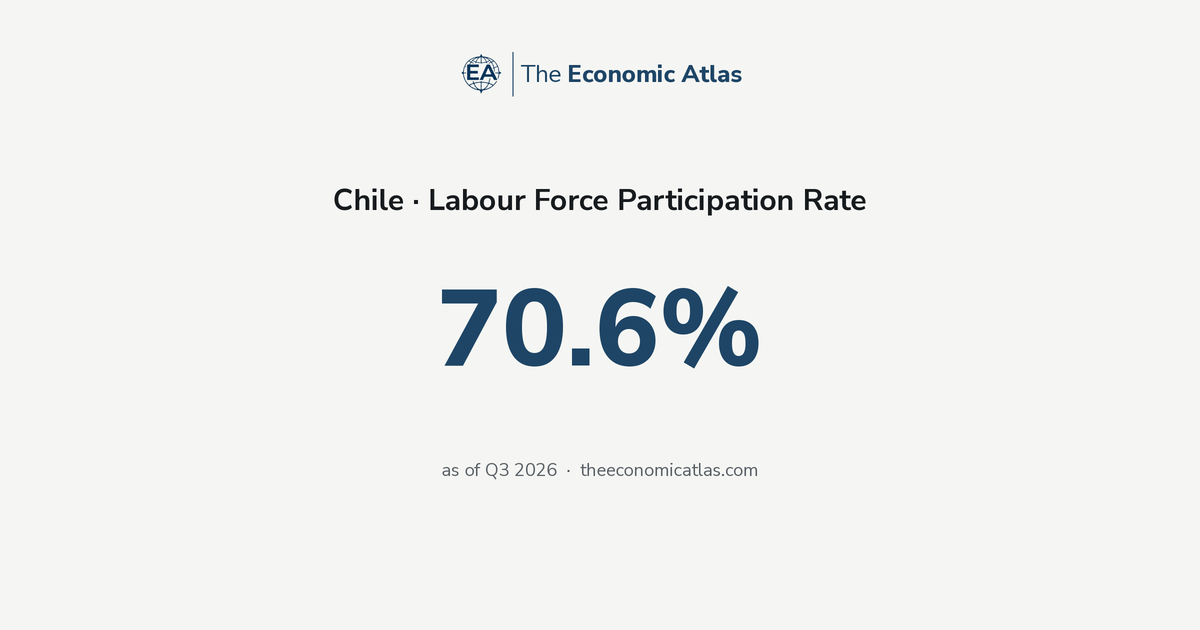 EA The Economic Atlas
Chile · Labour Force Participation Rate
70.6%
as of Q3 2026 · theeconomicatlas.com